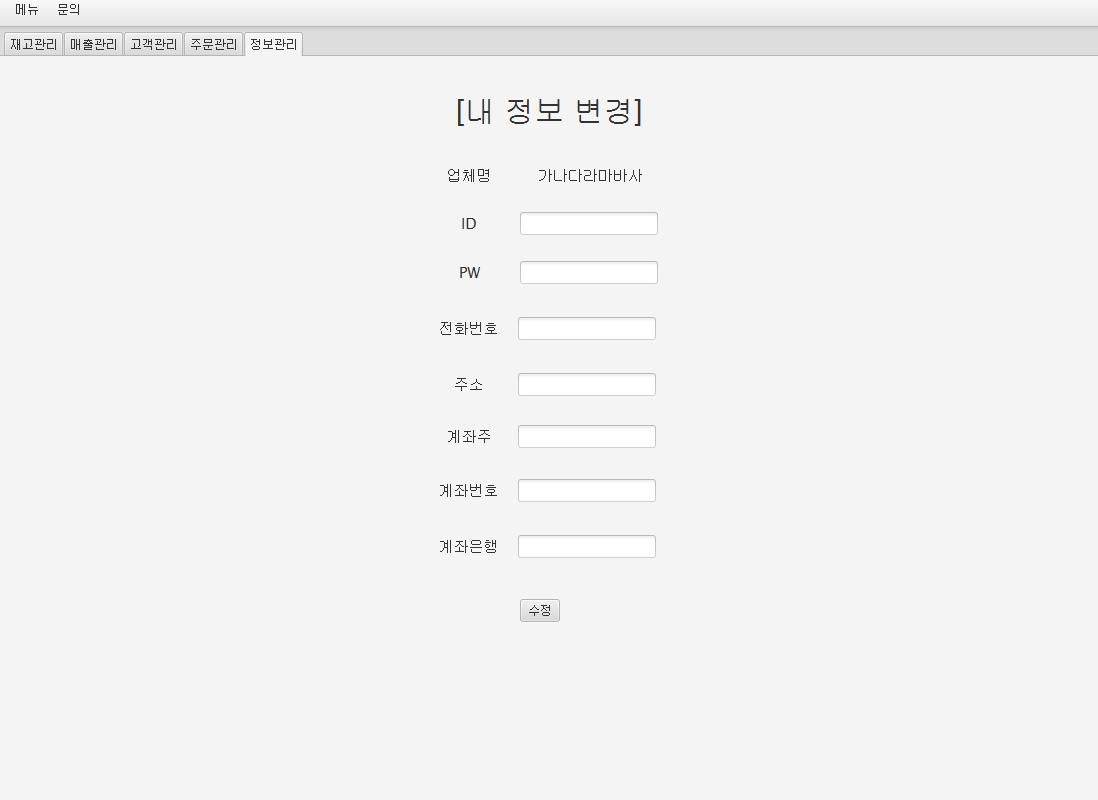 메뉴 문의
재고관리 매출관리 고객관리 주문관리 정보관리
[내 정보 변경]
업체명 가나다라마바사
ID
PW
전화번호
주소
계좌주
계좌번호
계좌은행
수정